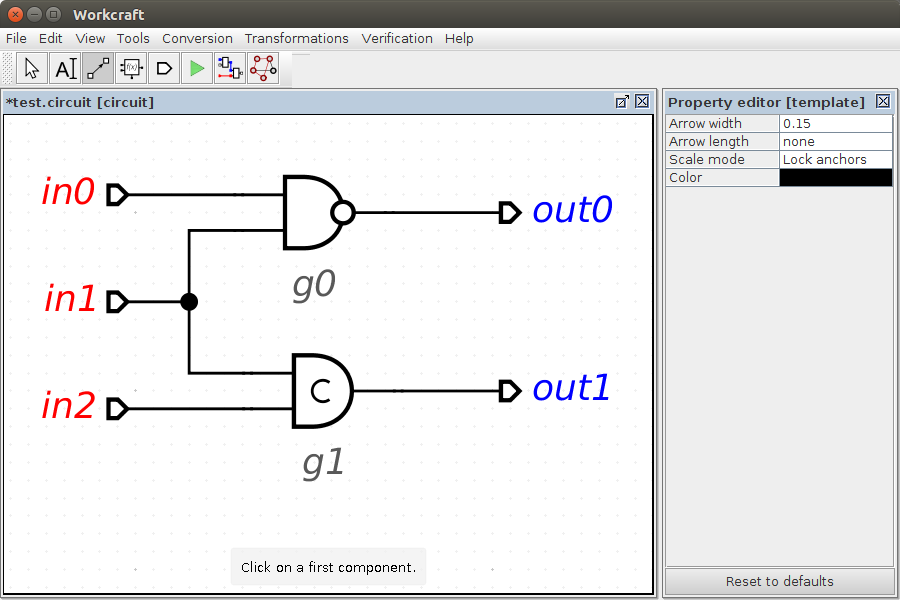 Workcraft
File Edit View Tools Conversion Transformations Verification Help
AI f(x)
*test.circuit [circuit]
Property editor [template]
Arrow width 0.15
Arrow length none
Scale mode Lock anchors
Color
in0
out0
g0
in1
C
out1
in2
g1
Click on a first component.
Reset to defaults